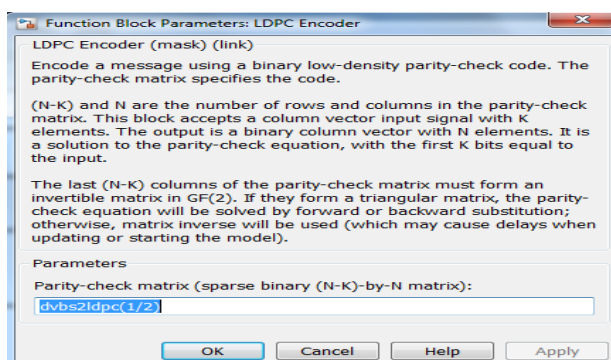 Function Block Parameters: LDPC Encoder
LDPC Encoder (mask) (link)
Encode a message using a binary low-density parity-check code. The
parity-check matrix specifies the code.
(N-K) and N are the number of rows and columns in the parity-check
matrix. This block accepts a column vector input signal with K
elements. The output is a binary column vector with N elements. It is
a solution to the parity-check equation, with the first K bits equal to
the input.
The last (N-K) columns of the parity-check matrix must form an
invertible matrix in GF(2). If they form a triangular matrix, the parity-
check equation will be solved by forward or backward substitution;
otherwise, matrix inverse will be used (which may cause delays when
updating or starting the model).
Parameters
Parity-check matrix (sparse binary (N-K)-by-N matrix):
dvbs2ldpc(1/2)
OK Cancel Help Apply